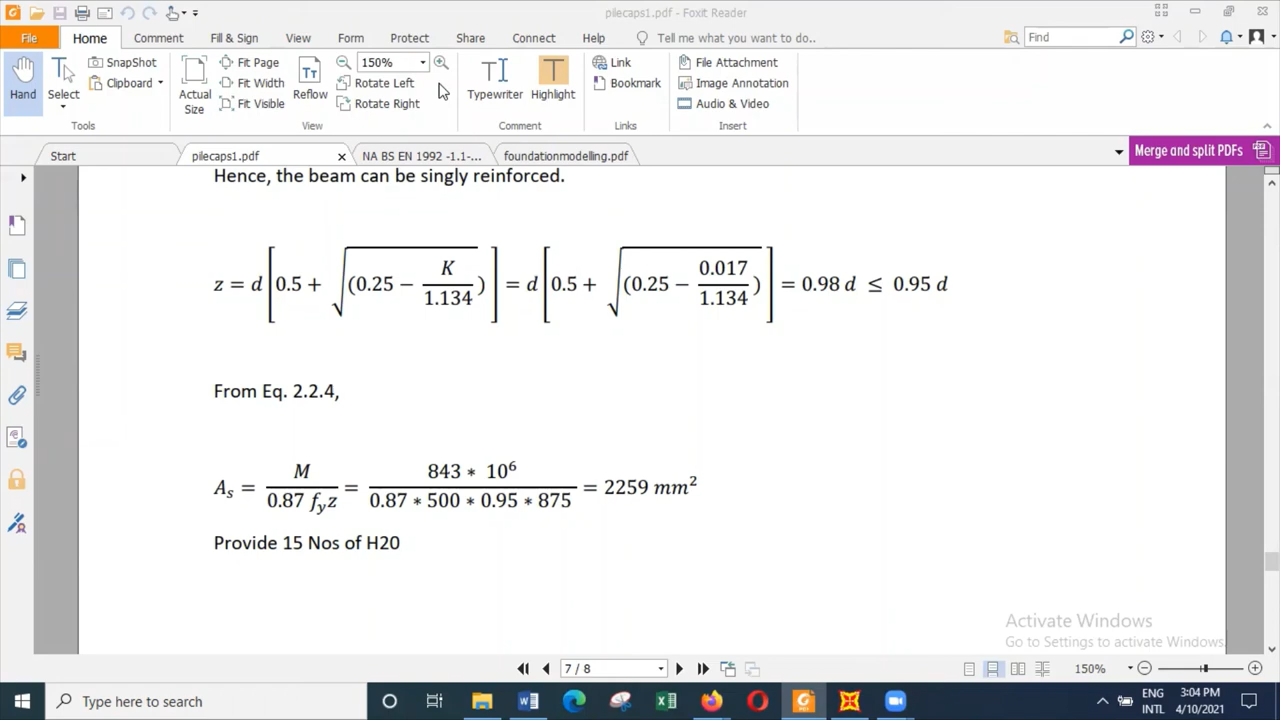 pilecaps1.pdf - Foxit Reader
File Home Comment Fill & Sign View Form Protect Share Connect Help Tell me what you want to do.. Find
Hand
Select
SnapShot
Clipboard
Tools
Actual
Size
Fit Page
Fit Width
Fit Visible
Reflow
150%
Rotate Left
Rotate Right
View
Typewriter
Highlight
Comment
Link
Bookmark
Links
File Attachment
Image Annotation
Audio & Video
Insert
Start pilecaps1.pdf NA BS EN 1992 -1.1-... foundationmodelling.pdf Merge and split PDFs
Hence, the beam can be singly reinforced.
z = d [0.5 + √(0.25 − K/1.134)] = d [0.5 + √(0.25 − 0.017/1.134)] = 0.98 d ≤ 0.95 d
From Eq. 2.2.4,
As = M / 0.87 fyz = 843 * 10⁶ / 0.87 * 500 * 0.95 * 875 = 2259 mm²
Provide 15 Nos of H20
Activate Windows
Go to Settings to activate Windows.
7 / 8 150%
Type here to search
ENG
INTL
3:04 PM
4/10/2021